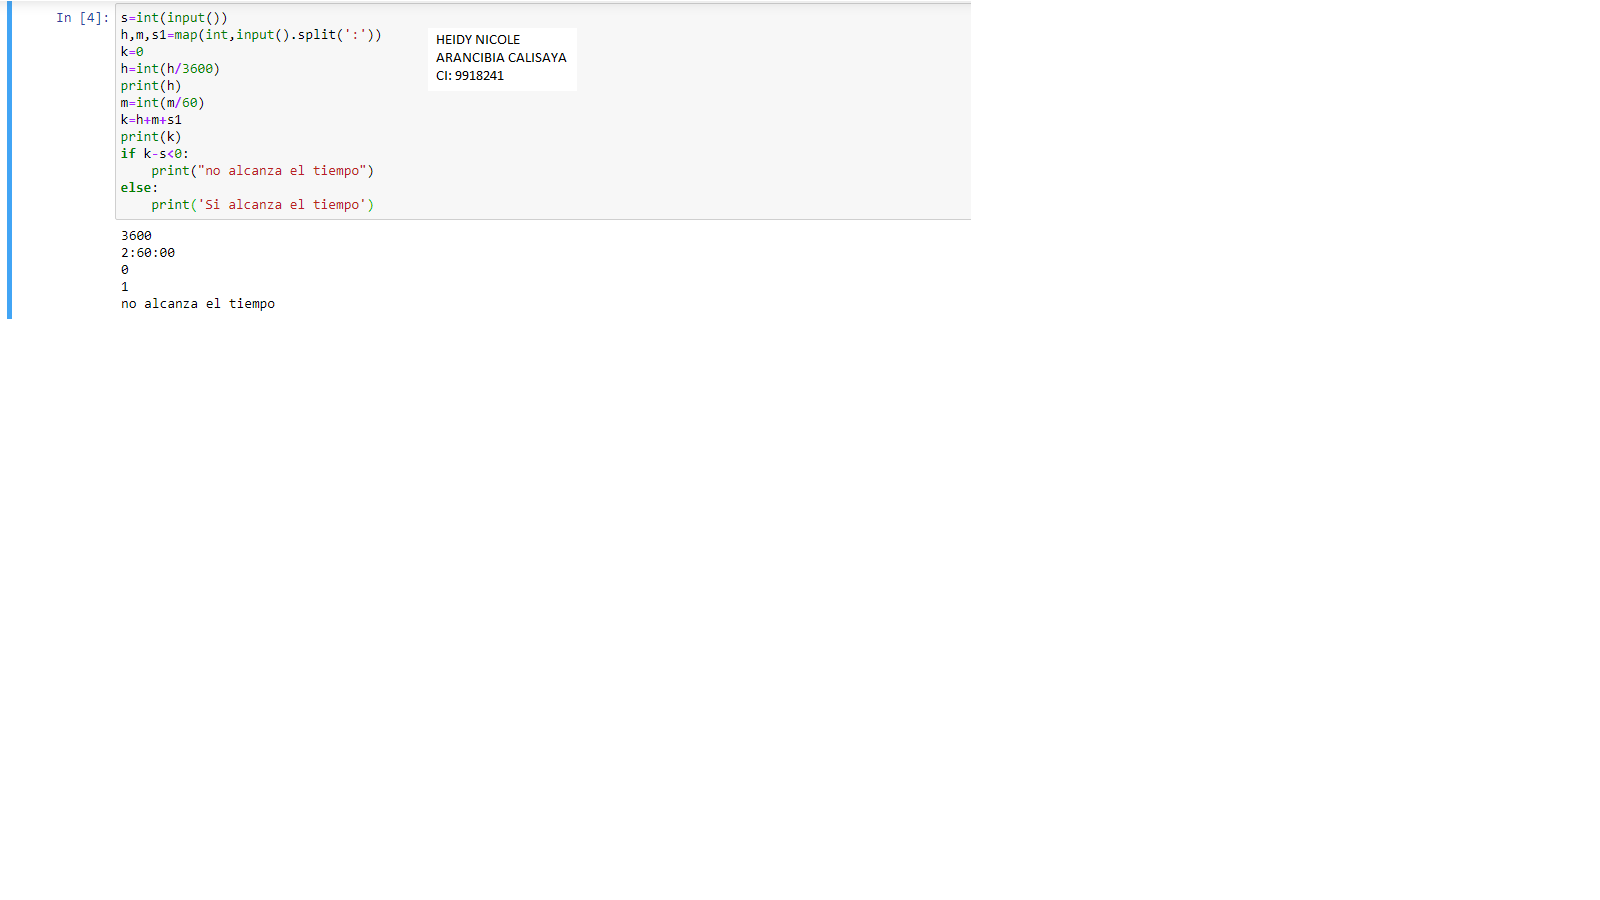 In [4]:
s=int(input())
h,m,s1=map(int,input().split(':'))
k=0
h=int(h/3600)
print(h)
m=int(m/60)
k=h+m+s1
print(k)
if k-s<0:
    print("no alcanza el tiempo")
else:
    print('Si alcanza el tiempo')
HEIDY NICOLE
ARANCIBIA CALISAYA
CI: 9918241
3600
2:60:00
0
1
no alcanza el tiempo